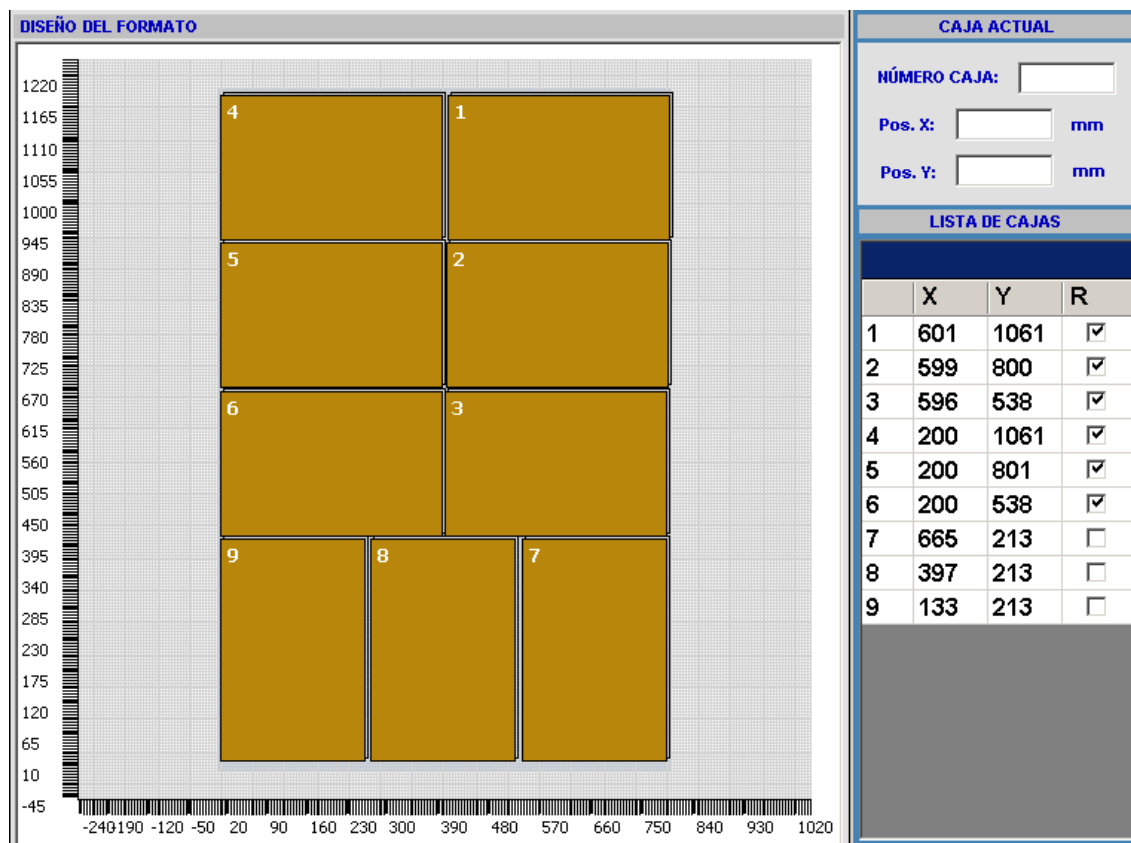 DISEÑO DEL FORMATO
1220
1165
1110
1055
1000
945
890
835
780
725
670
615
560
505
450
395
340
285
230
175
120
65
10
-45
4 1
5 2
6 3
9 8 7
-240 -190 -120 -50 20 90 160 230 300 390 480 570 660 750 840 930 1020
CAJA ACTUAL
NÚMERO CAJA:
Pos. X: mm
Pos. Y: mm
LISTA DE CAJAS
X Y R
1 601 1061
2 599 800
3 596 538
4 200 1061
5 200 801
6 200 538
7 665 213
8 397 213
9 133 213